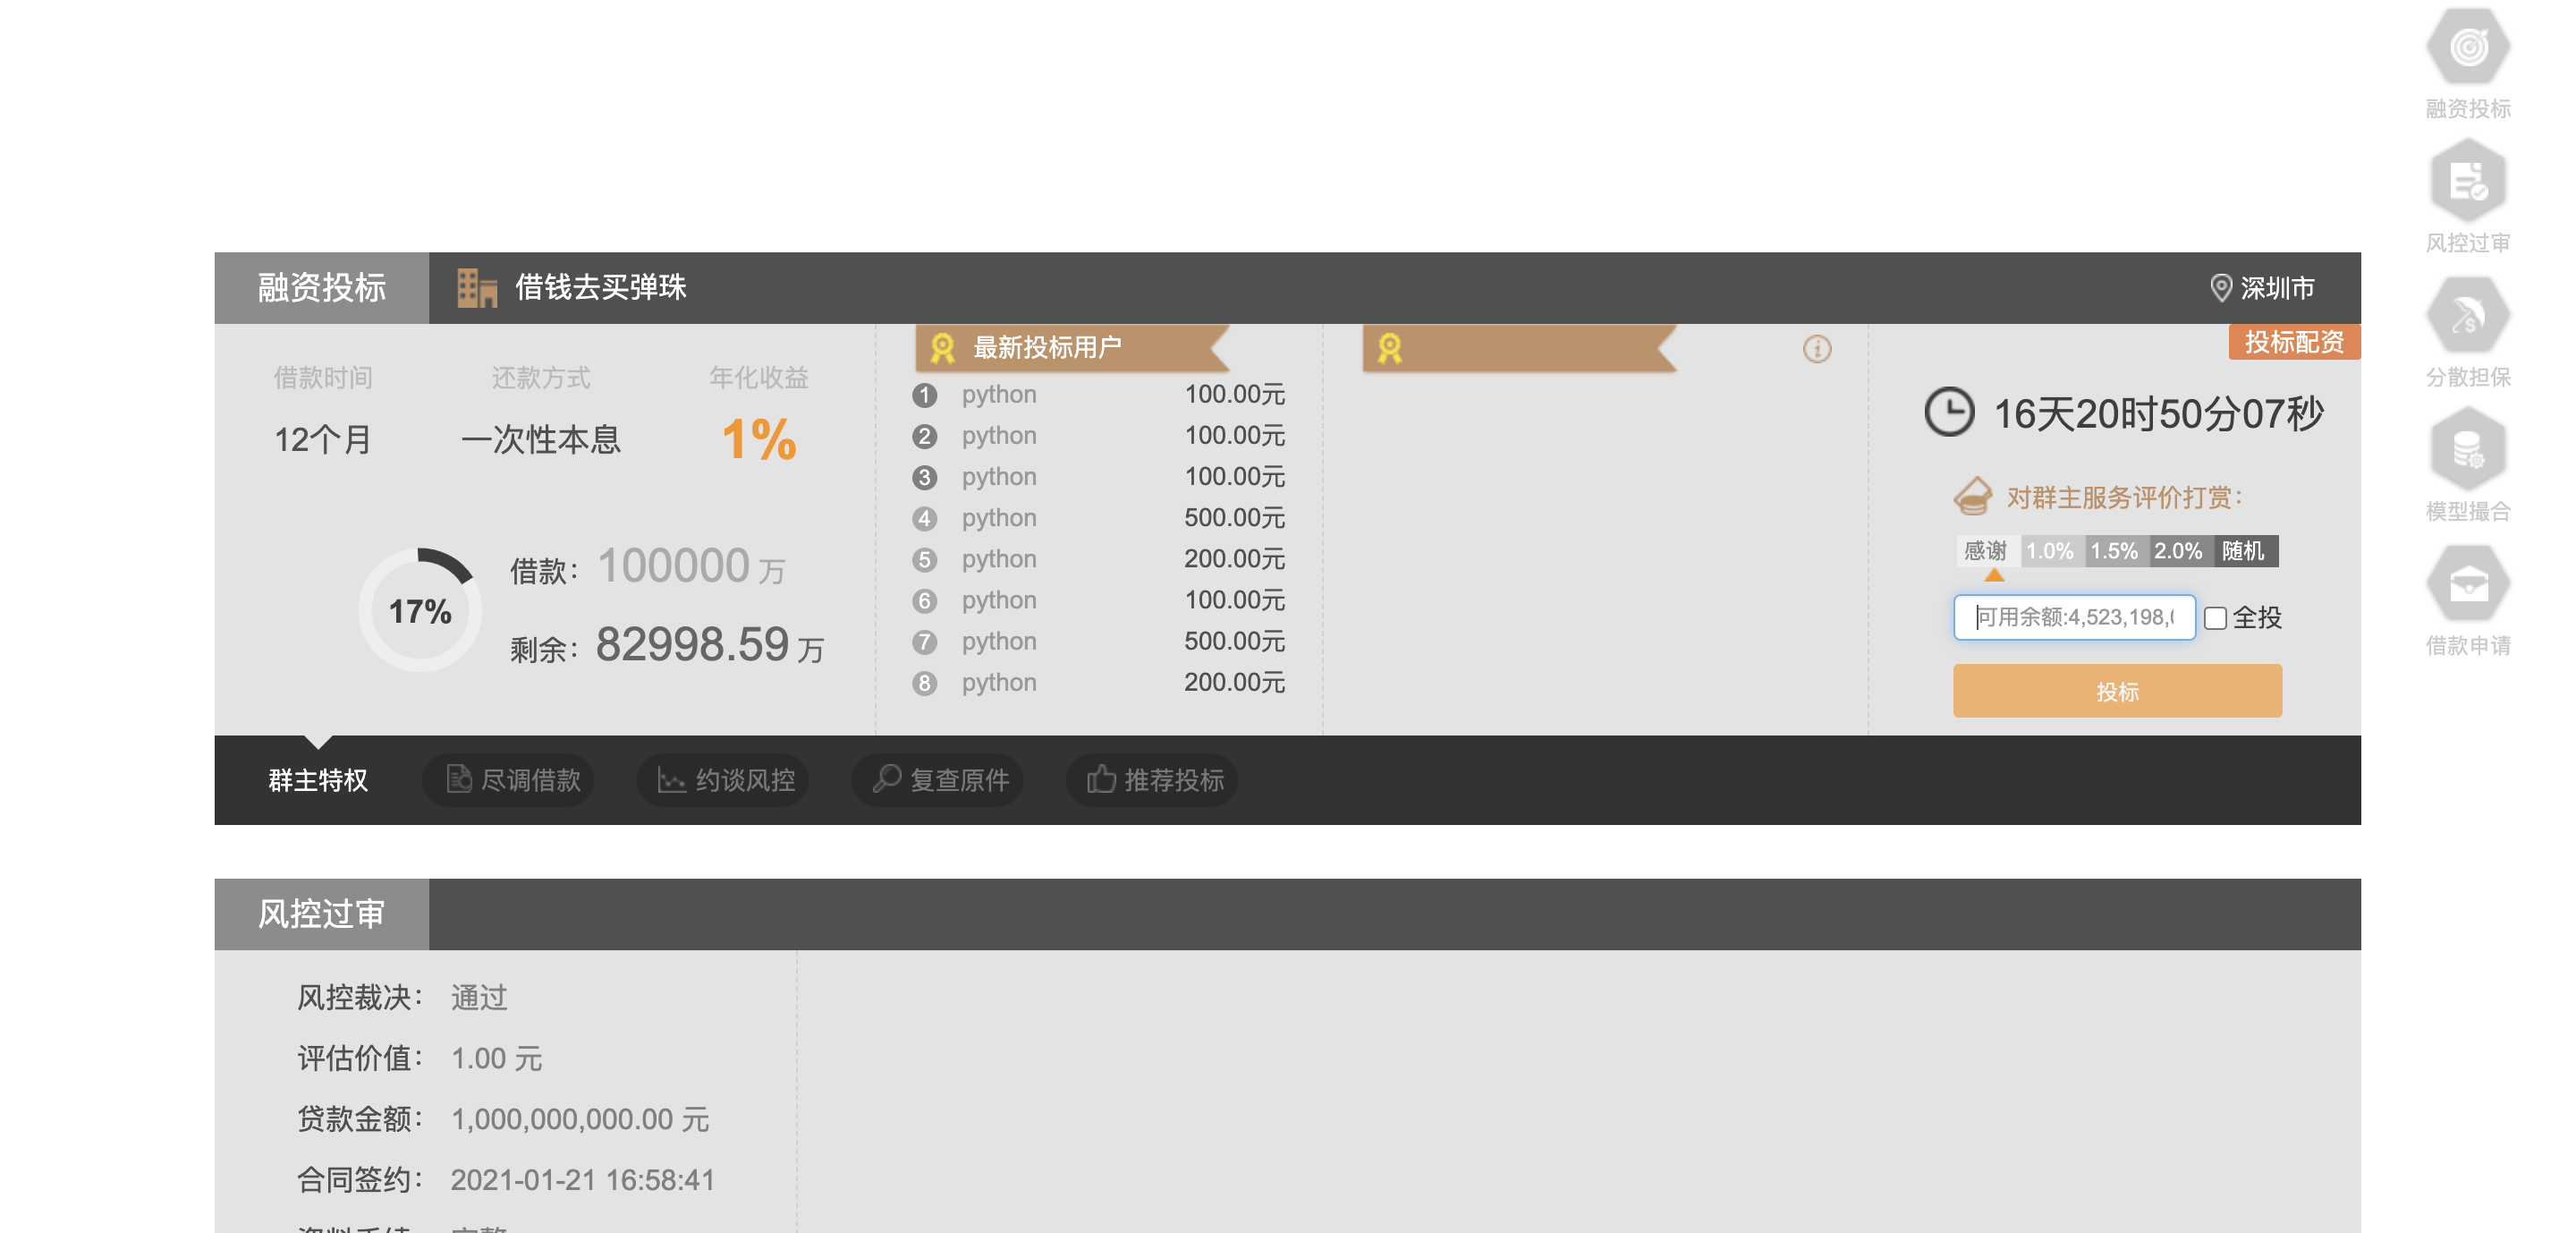 融资投标
借钱去买弹珠
深圳市
借款时间
还款方式
年化收益
12个月
一次性本息
1%
17%
借款：100000 万
剩余：82998.59 万
最新投标用户
1 python 100.00元
2 python 100.00元
3 python 100.00元
4 python 500.00元
5 python 200.00元
6 python 100.00元
7 python 500.00元
8 python 200.00元
投标配资
16天20时50分07秒
对群主服务评价打赏：
感谢 1.0% 1.5% 2.0% 随机
可用余额:4,523,198,
全投
投标
群主特权
尽调借款
约谈风控
复查原件
推荐投标
风控过审
风控裁决： 通过
评估价值： 1.00 元
贷款金额： 1,000,000,000.00 元
合同签约： 2021-01-21 16:58:41
融资投标
风控过审
分散担保
模型撮合
借款申请